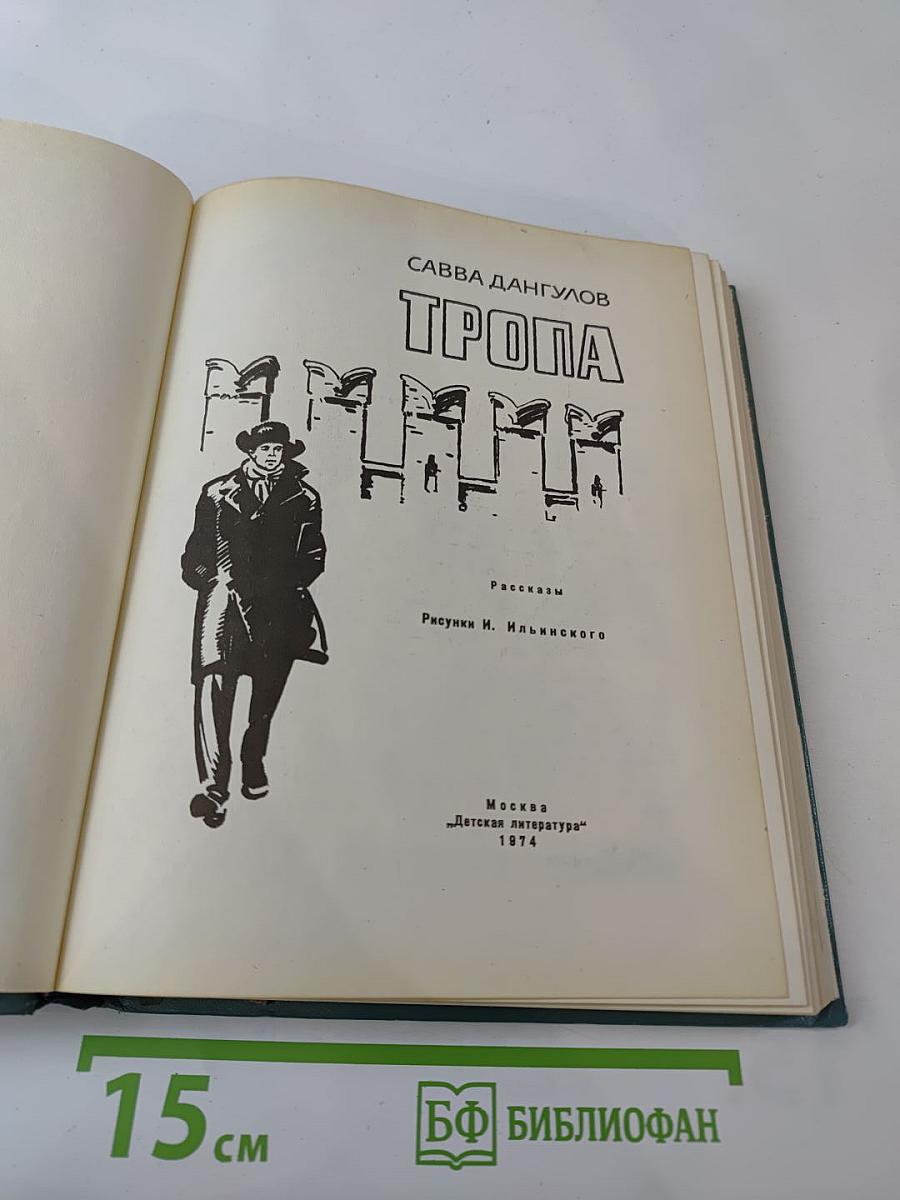 САВВА ДАНГУЛОВ
ТРОПА
Рассказы
Рисунки И. Ильинского
Москва
„Детская литература“
1974
15 см
БФ БИБЛИОФАН